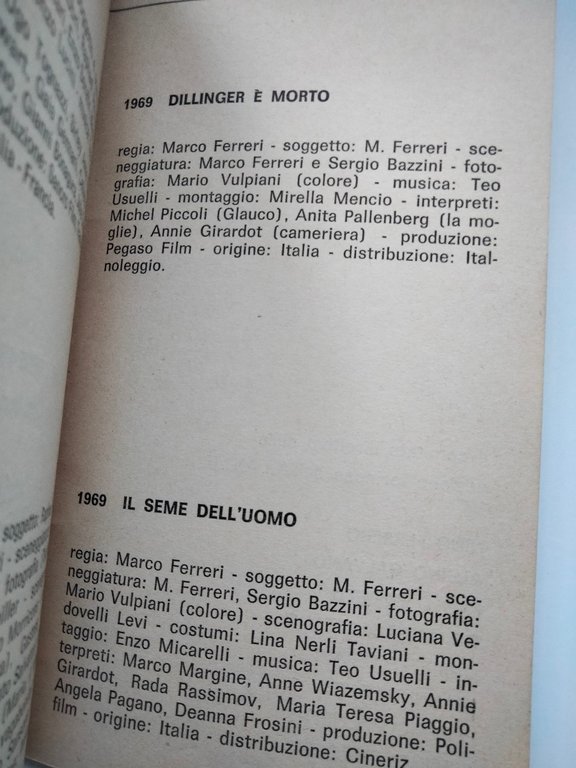 1969 DILLINGER È MORTO
regia: Marco Ferreri - soggetto: M. Ferreri - sce-
neggiatura: Marco Ferreri e Sergio Bazzini - foto-
grafia: Mario Vulpiani (colore) - musica: Teo
Usuelli - montaggio: Mirella Mencio - interpreti:
Michel Piccoli (Glauco), Anita Pallenberg (la mo-
glie), Annie Girardot (cameriera) - produzione:
Pegaso Film - origine: Italia - distribuzione: Ital-
noleggio.
1969 IL SEME DELL'UOMO
regia: Marco Ferreri - soggetto: M. Ferreri - sce-
neggiatura: M. Ferreri, Sergio Bazzini - fotografia:
Mario Vulpiani (colore) - scenografia: Luciana Ve-
dovelli Levi - costumi: Lina Nerli Taviani - mon-
taggio: Enzo Micarelli - musica: Teo Usuelli - in-
terpreti: Marco Margine, Anne Wiazemsky, Annie
Girardot, Rada Rassimov, Maria Teresa Piaggio,
Angela Pagano, Deanna Frosini - produzione: Poli-
film - origine: Italia - distribuzione: Cineriz